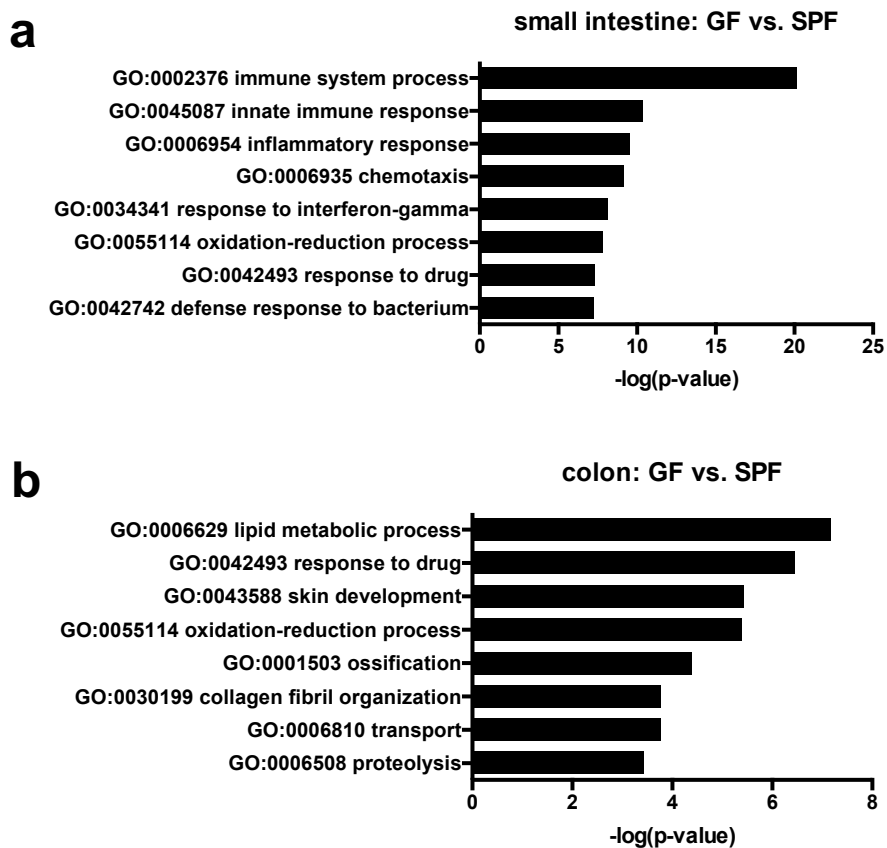 a
small intestine: GF vs. SPF
GO:0002376 immune system process
GO:0045087 innate immune response
GO:0006954 inflammatory response
GO:0006935 chemotaxis
GO:0034341 response to interferon-gamma
GO:0055114 oxidation-reduction process
GO:0042493 response to drug
GO:0042742 defense response to bacterium
0 5 10 15 20 25
-log(p-value)
b
colon: GF vs. SPF
GO:0006629 lipid metabolic process
GO:0042493 response to drug
GO:0043588 skin development
GO:0055114 oxidation-reduction process
GO:0001503 ossification
GO:0030199 collagen fibril organization
GO:0006810 transport
GO:0006508 proteolysis
0 2 4 6 8
-log(p-value)